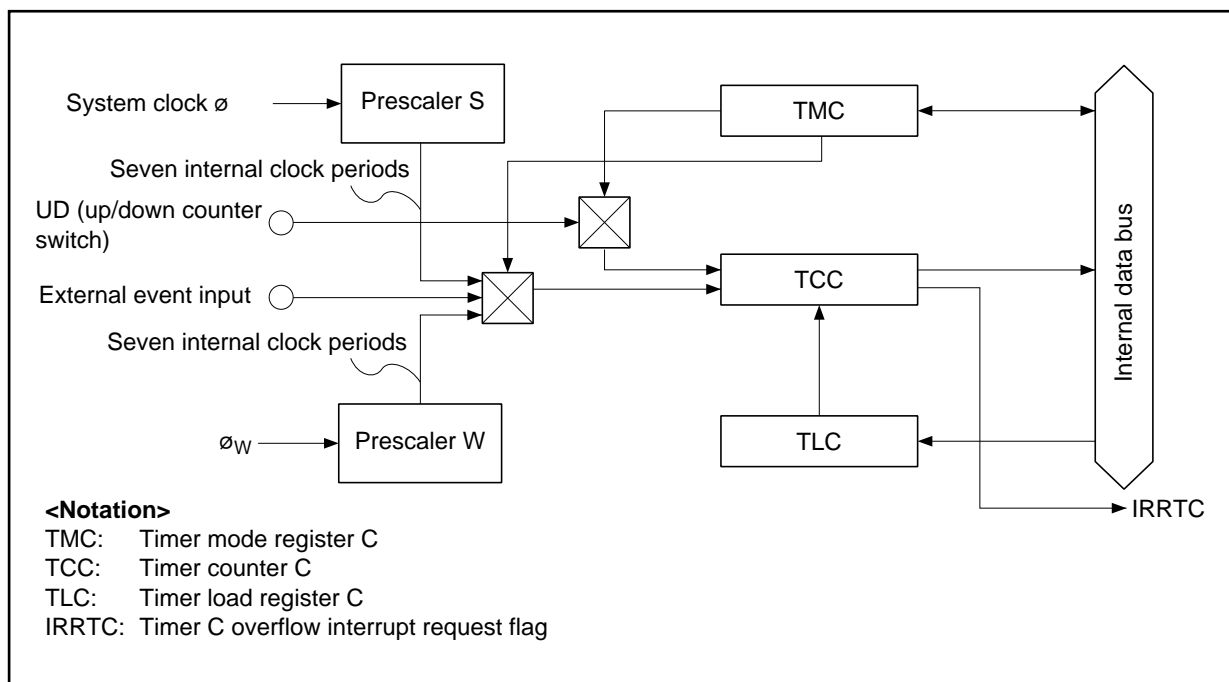 System clock ø
Prescaler S
TMC
Seven internal clock periods
UD (up/down counter
switch)
TCC
External event input
Seven internal clock periods
Internal data bus
øW
Prescaler W
TLC
IRRTC
<Notation>
TMC: Timer mode register C
TCC: Timer counter C
TLC: Timer load register C
IRRTC: Timer C overflow interrupt request flag